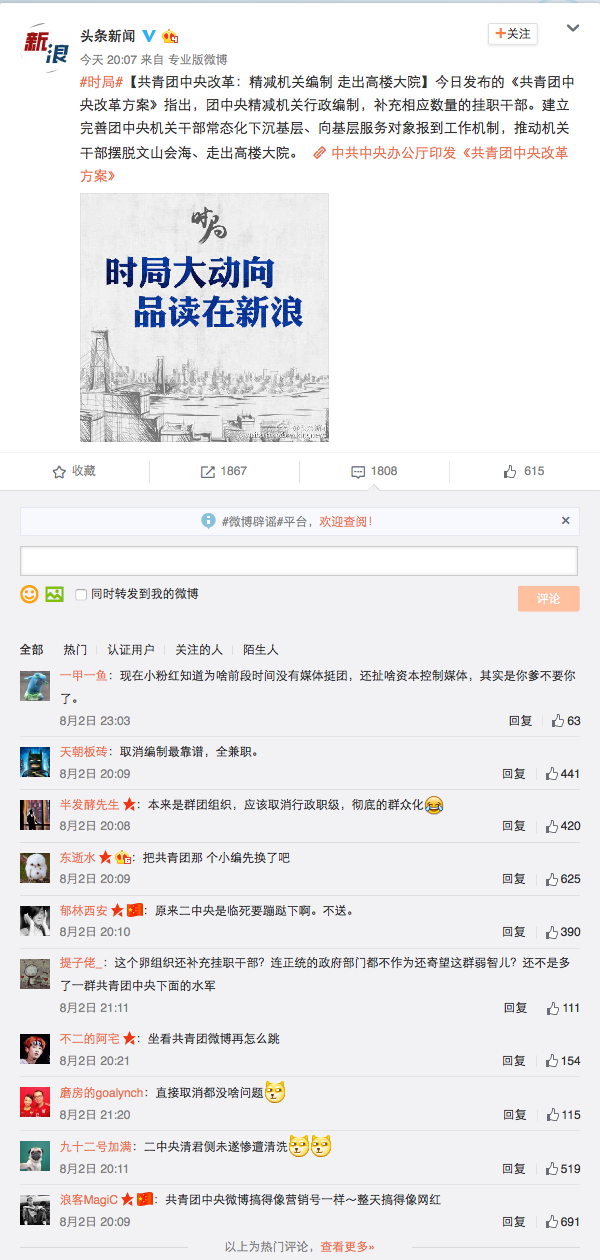 新
浪
头条新闻
+关注
今天 20:07 来自 专业版微博
#时局#【共青团中央改革：精减机关编制 走出高楼大院】今日发布的《共青团中
央改革方案》指出，团中央精减机关行政编制，补充相应数量的挂职干部。建立
完善团中央机关干部常态化下沉基层、向基层服务对象报到工作机制，推动机关
干部摆脱文山会海、走出高楼大院。 中共中央办公厅印发《共青团中央改革
方案》
时局
时局大动向
品读在新浪
收藏
1867
1808
615
#微博辟谣#平台，欢迎查阅！
×
同时转发到我的微博
评论
全部 热门 认证用户 关注的人 陌生人
一甲一鱼：现在小粉红知道为啥前段时间没有媒体挺团，还扯啥资本控制媒体，其实是你爹不要你
了。
8月2日 23:03 回复 63
天朝板砖：取消编制最靠谱，全兼职。
8月2日 20:09 回复 441
半发酵先生：本来是群团组织，应该取消行政职级，彻底的群众化
8月2日 20:08 回复 420
东逝水：把共青团那 个小编先换了吧
8月2日 20:09 回复 625
郁林西安：原来二中央是临死要蹦跶下啊。不送。
8月2日 20:10 回复 390
提子佬_：这个卵组织还补充挂职干部？连正统的政府部门都不作为还寄望这群弱智儿？还不是多
了一群共青团中央下面的水军
8月2日 21:11 回复 111
不二的阿宅：坐看共青团微博再怎么跳
8月2日 20:21 回复 154
磨房的goalynch：直接取消都没啥问题
8月2日 21:20 回复 115
九十二号加满：二中央清君侧未遂惨遭清洗
8月2日 20:11 回复 519
浪客MagiC：共青团中央微博搞得像营销号一样～整天搞得像网红
8月2日 20:09 回复 691
以上为热门评论，查看更多»